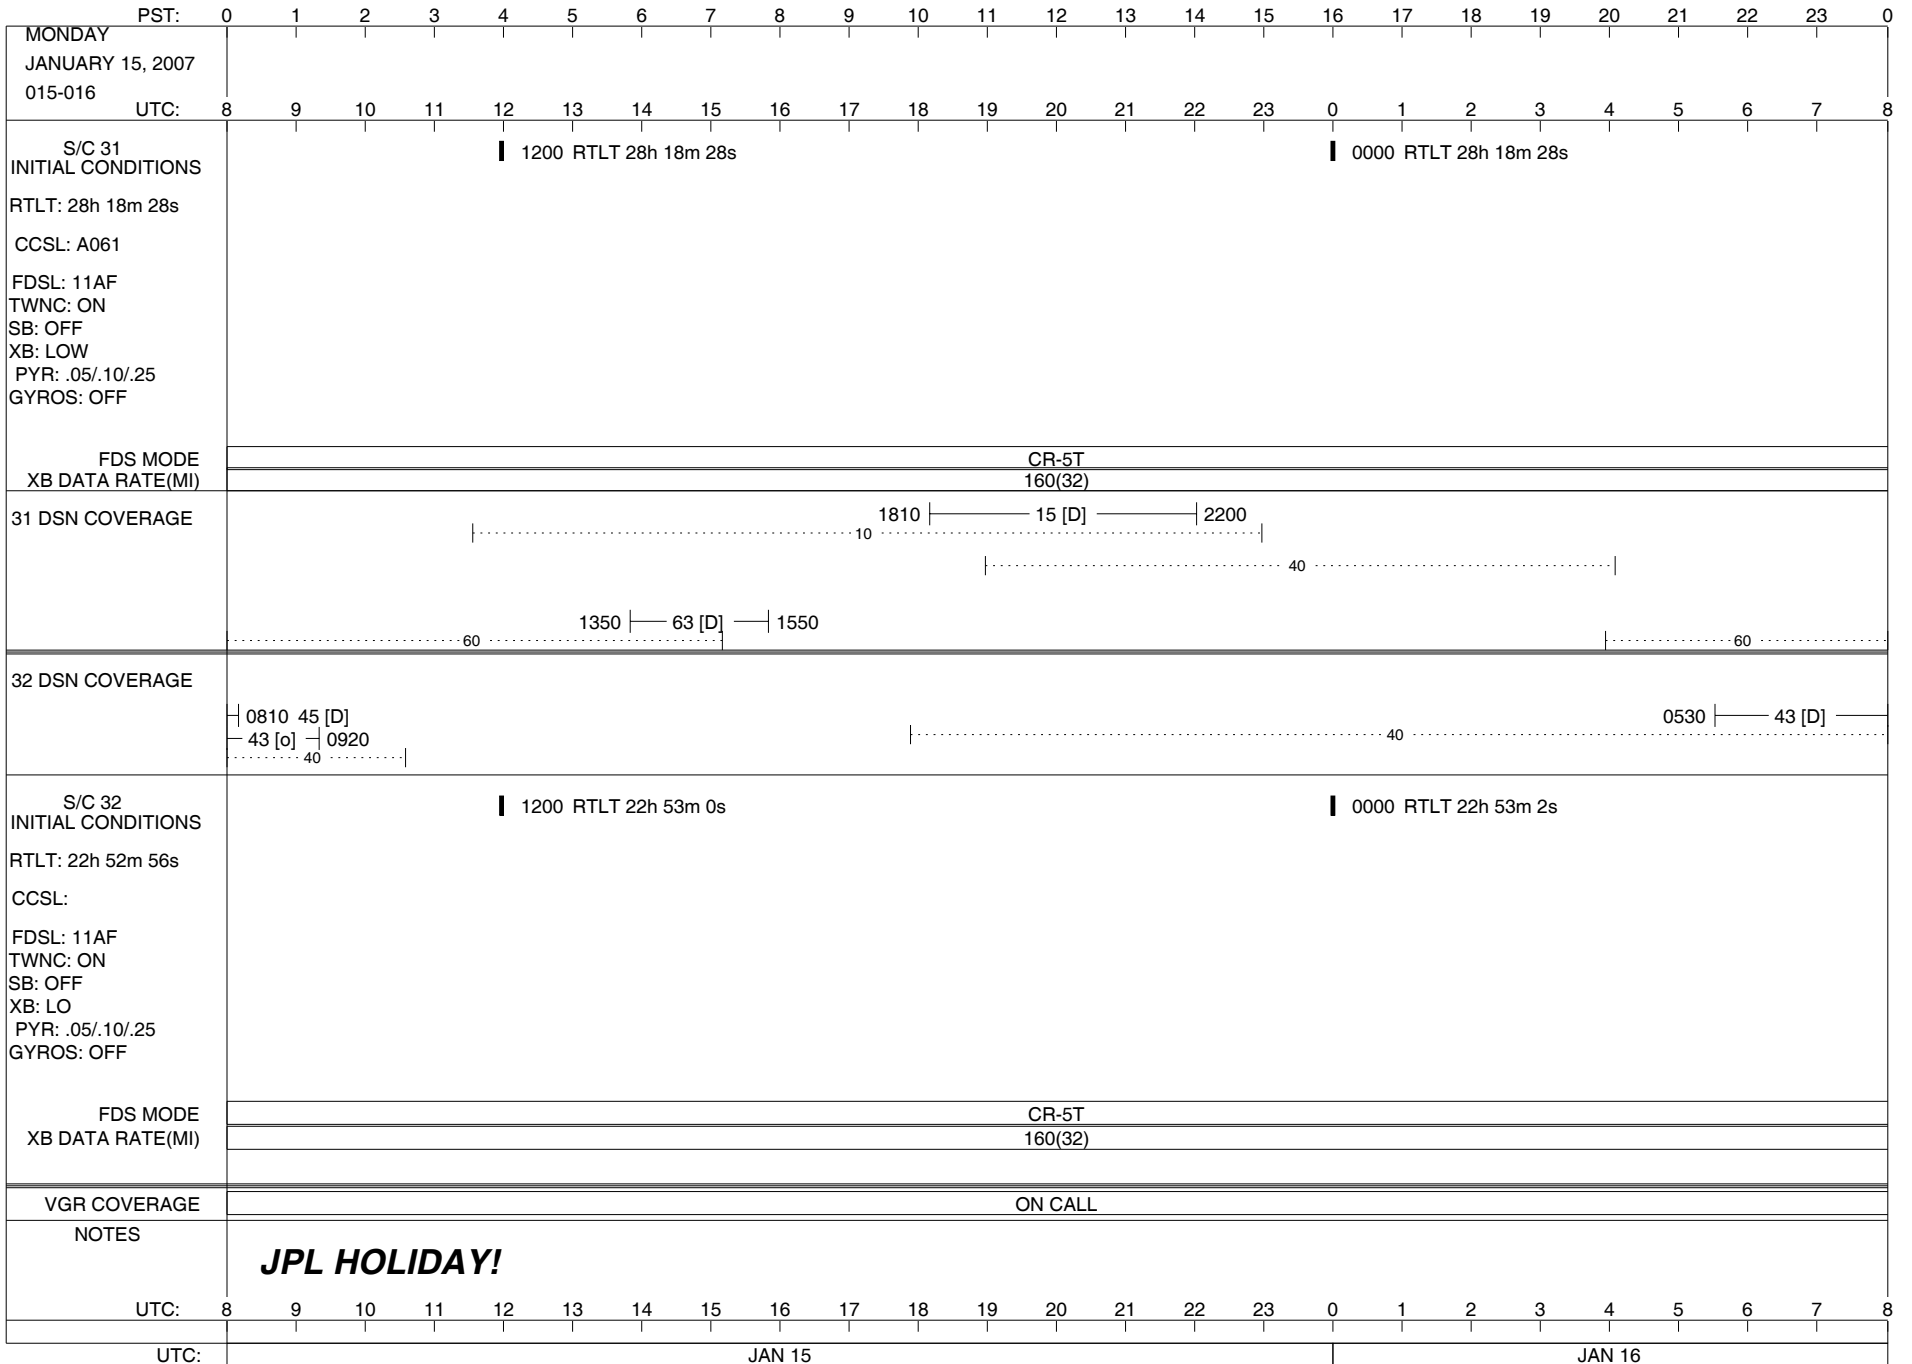 PST: 0 1 2 3 4 5 6 7 8 9 10 11 12 13 14 15 16 17 18 19 20 21 22 23 0
MONDAY
JANUARY 15, 2007
015-016
UTC: 8 9 10 11 12 13 14 15 16 17 18 19 20 21 22 23 0 1 2 3 4 5 6 7 8
S/C 31
INITIAL CONDITIONS
1200 RTLT 28h 18m 28s
0000 RTLT 28h 18m 28s
RTLT: 28h 18m 28s
CCSL: A061
FDSL: 11AF
TWNC: ON
SB: OFF
XB: LOW
PYR: .05/.10/.25
GYROS: OFF
FDS MODE CR-5T
XB DATA RATE(MI) 160(32)
31 DSN COVERAGE
1810 15 [D] 2200
10
40
1350 63 [D] 1550
60 60
32 DSN COVERAGE
0810 45 [D] 0530 43 [D]
43 [o] 0920 40
40
S/C 32
INITIAL CONDITIONS
1200 RTLT 22h 53m 0s
0000 RTLT 22h 53m 2s
RTLT: 22h 52m 56s
CCSL:
FDSL: 11AF
TWNC: ON
SB: OFF
XB: LO
PYR: .05/.10/.25
GYROS: OFF
FDS MODE CR-5T
XB DATA RATE(MI) 160(32)
VGR COVERAGE ON CALL
NOTES
JPL HOLIDAY!
UTC: 8 9 10 11 12 13 14 15 16 17 18 19 20 21 22 23 0 1 2 3 4 5 6 7 8
UTC: JAN 15 JAN 16